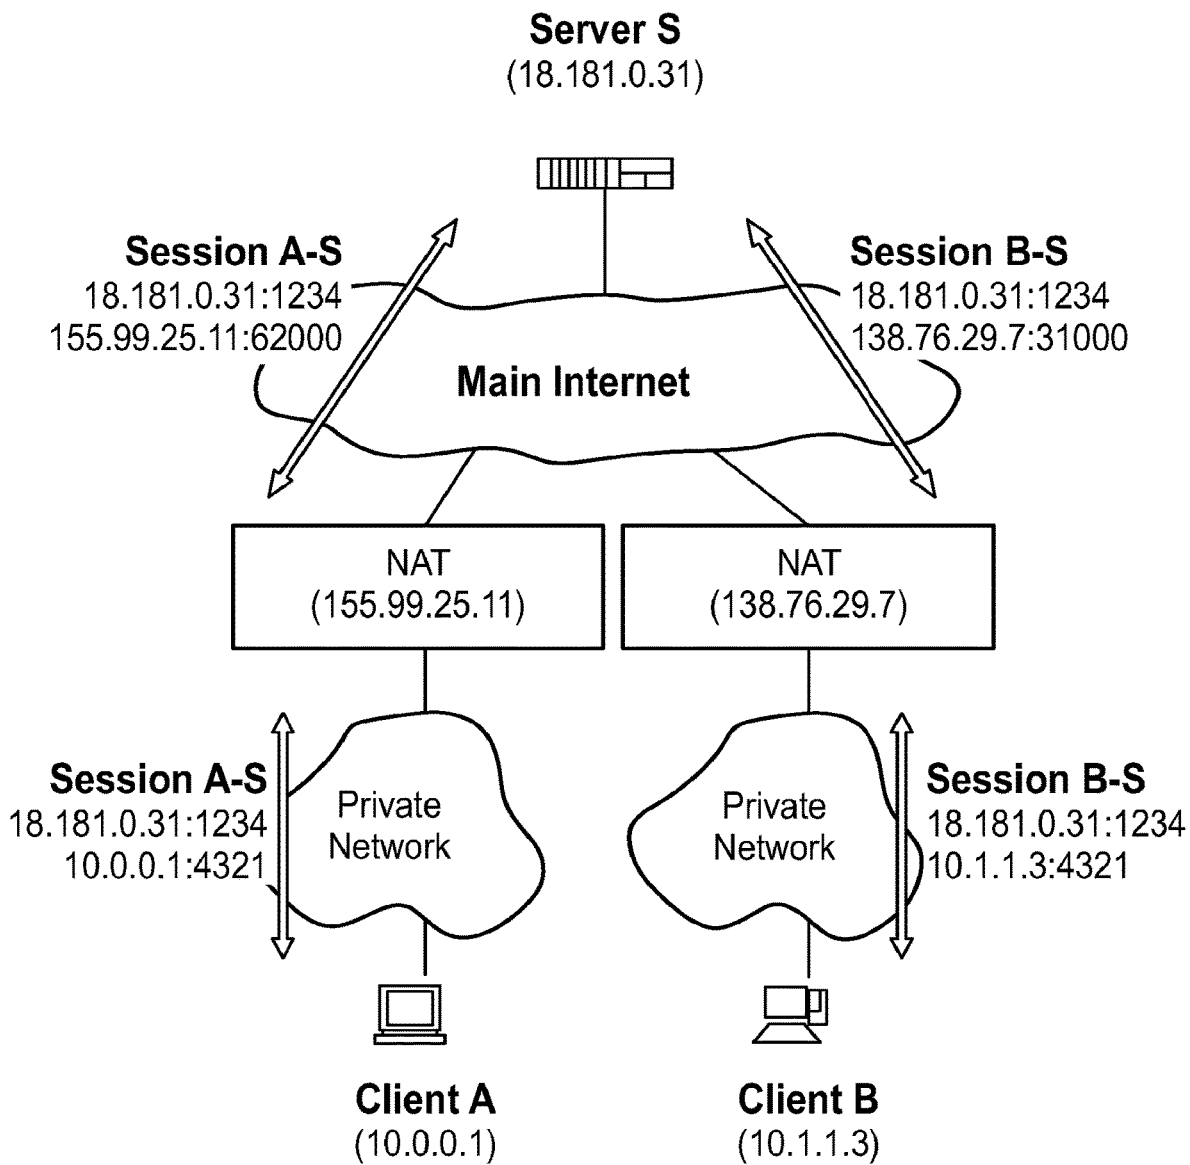 Server S
(18.181.0.31)
Session A-S
18.181.0.31:1234
155.99.25.11:62000
Session B-S
18.181.0.31:1234
138.76.29.7:31000
Main Internet
NAT
(155.99.25.11)
NAT
(138.76.29.7)
Session A-S
18.181.0.31:1234
10.0.0.1:4321
Private
Network
Private
Network
Session B-S
18.181.0.31:1234
10.1.1.3:4321
Client A
(10.0.0.1)
Client B
(10.1.1.3)